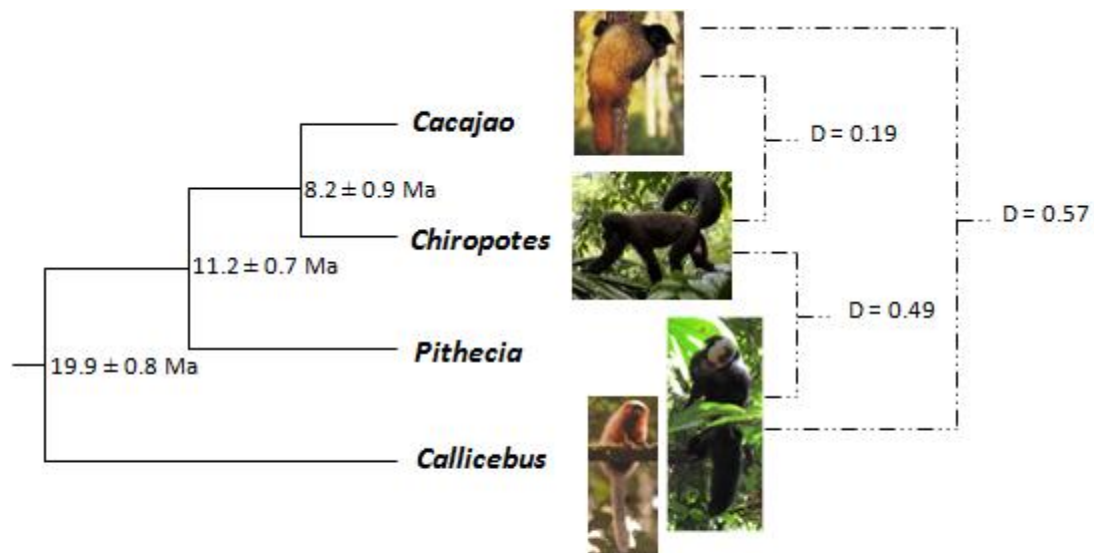 Cacajao
D = 0.19
8.2 ± 0.9 Ma
D = 0.57
Chiropotes
11.2 ± 0.7 Ma
D = 0.49
Pithecia
19.9 ± 0.8 Ma
Callicebus